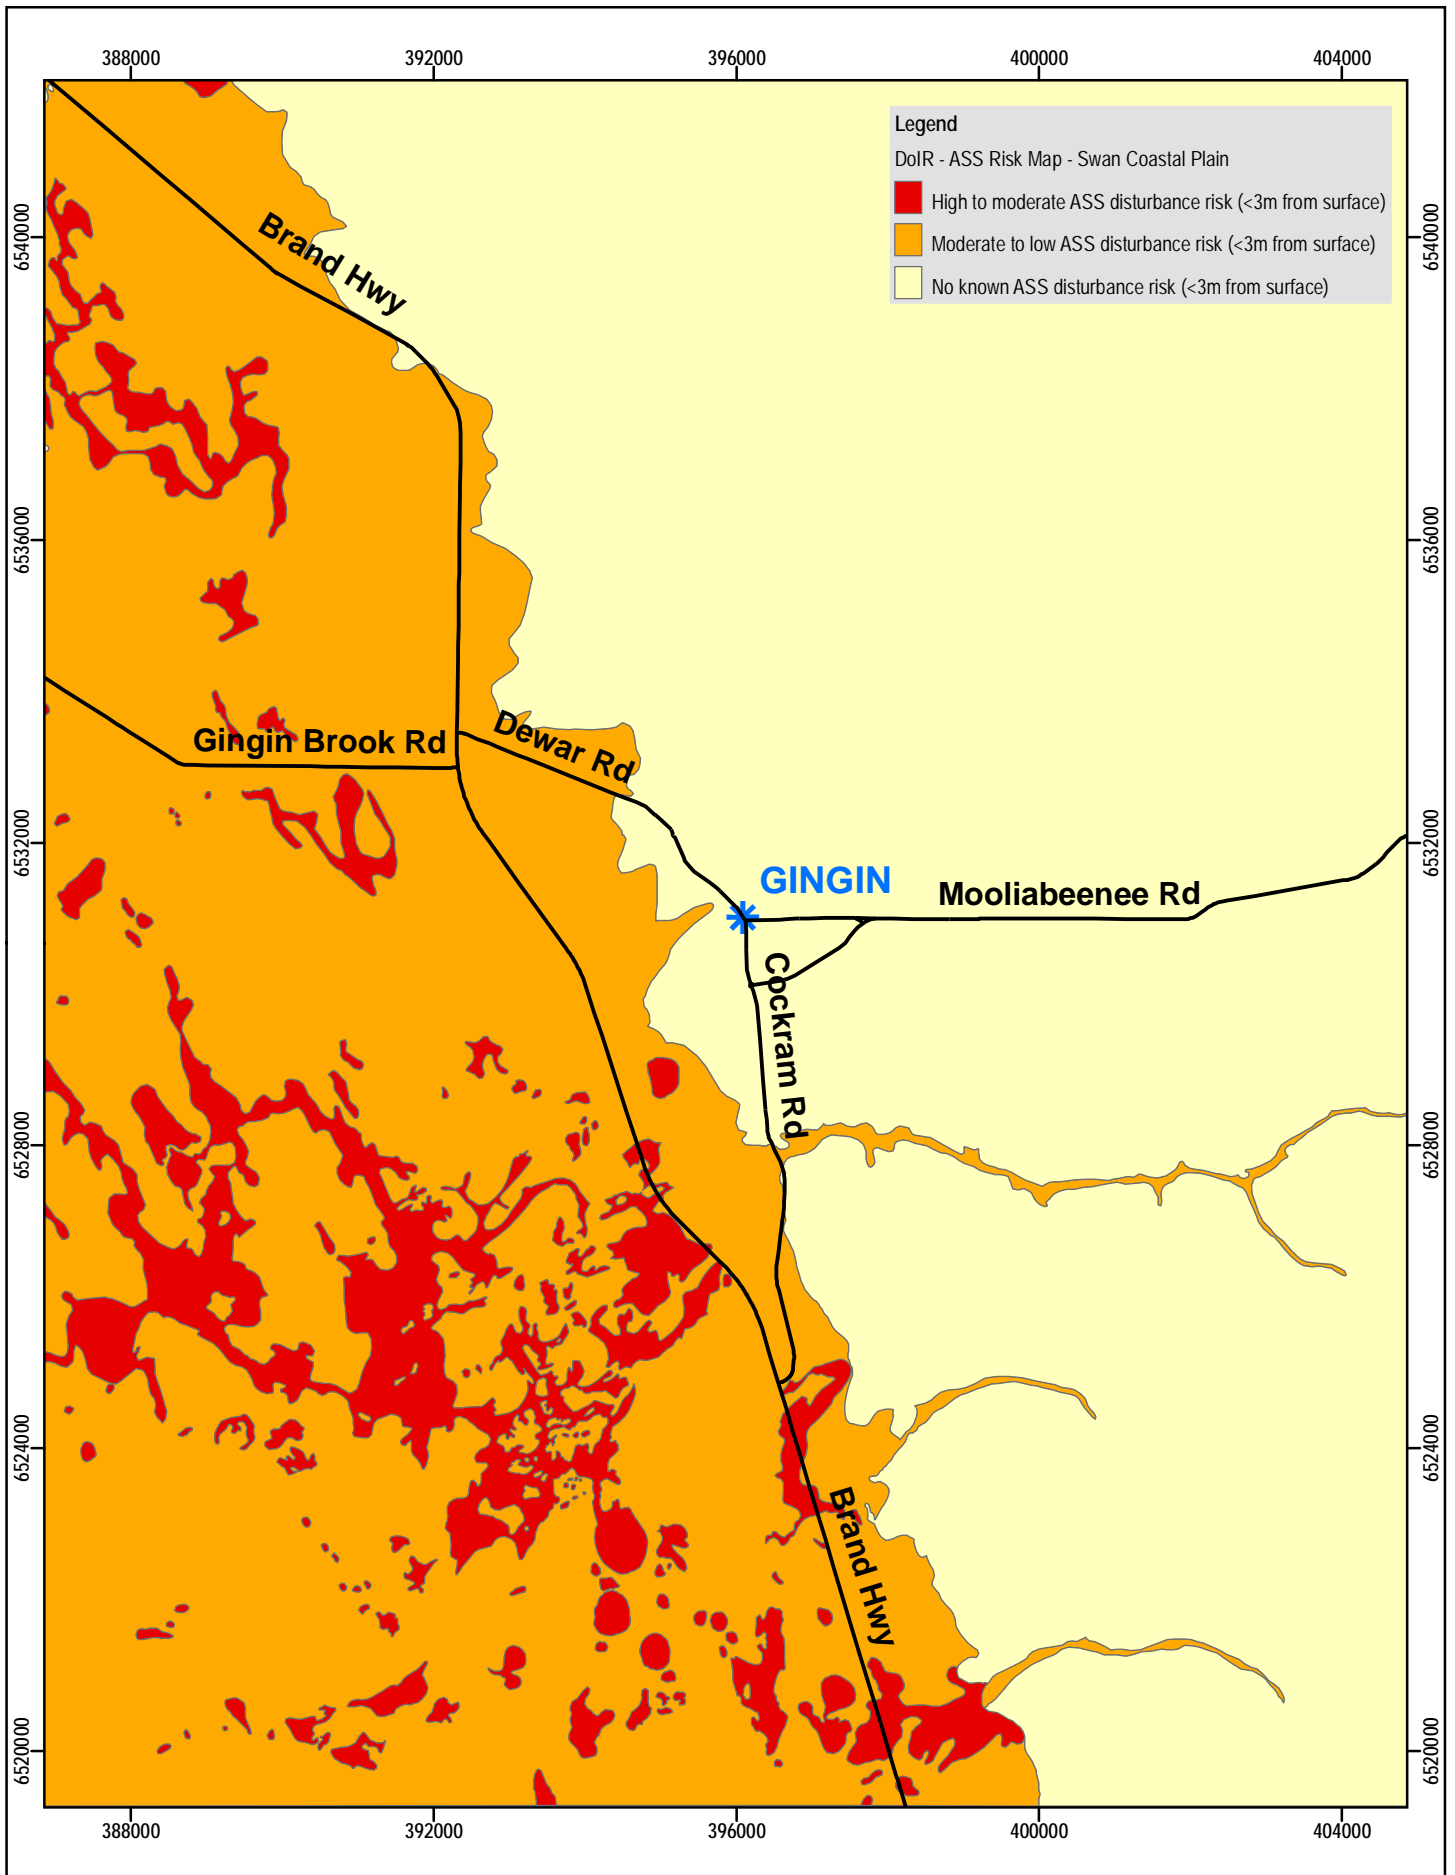 388000 392000 396000 400000 404000
Legend
DoIR - ASS Risk Map - Swan Coastal Plain
High to moderate ASS disturbance risk (<3m from surface)
Moderate to low ASS disturbance risk (<3m from surface)
No known ASS disturbance risk (<3m from surface)
6540000 6540000
Brand Hwy
6536000 6536000
Dewar Rd
Gingin Brook Rd
6532000 6532000
GINGIN
Mooliabeenee Rd
Cockram Rd
6528000 6528000
6524000 6524000
Brand Hwy
6520000 6520000
388000 392000 396000 400000 404000